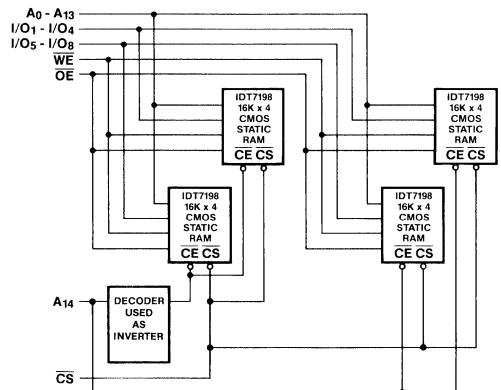 A0 - A13
I/O1 - I/O4
I/O5 - I/O8
WE
OE
IDT7198
16K x 4
CMOS
STATIC
RAM
CE CS
IDT7198
16K x 4
CMOS
STATIC
RAM
CE CS
IDT7198
16K x 4
CMOS
STATIC
RAM
CE CS
IDT7198
16K x 4
CMOS
STATIC
RAM
CE CS
A14
DECODER
USED
AS
INVERTER
CS